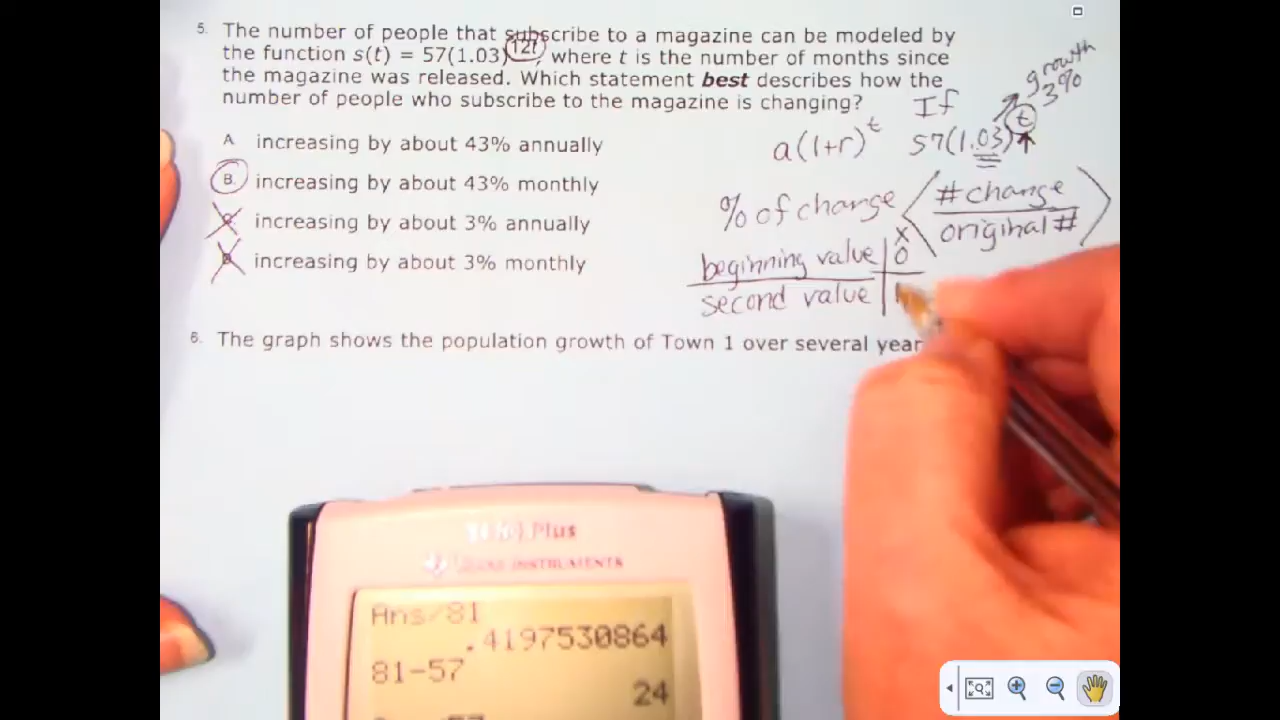 5. The number of people that subscribe to a magazine can be modeled by
the function s(t) = 57(1.03)^12t, where t is the number of months since
the magazine was released. Which statement best describes how the
number of people who subscribe to the magazine is changing?
A increasing by about 43% annually
B. increasing by about 43% monthly
increasing by about 3% annually
increasing by about 3% monthly
growth
3%
If
a(1+r)^t
57(1.03)^t
% of change
# change
original #
x
beginning value 0
second value
6. The graph shows the population growth of Town 1 over several year
Plus
TEXAS INSTRUMENTS
Ans/81
.4197530864
81-57
24